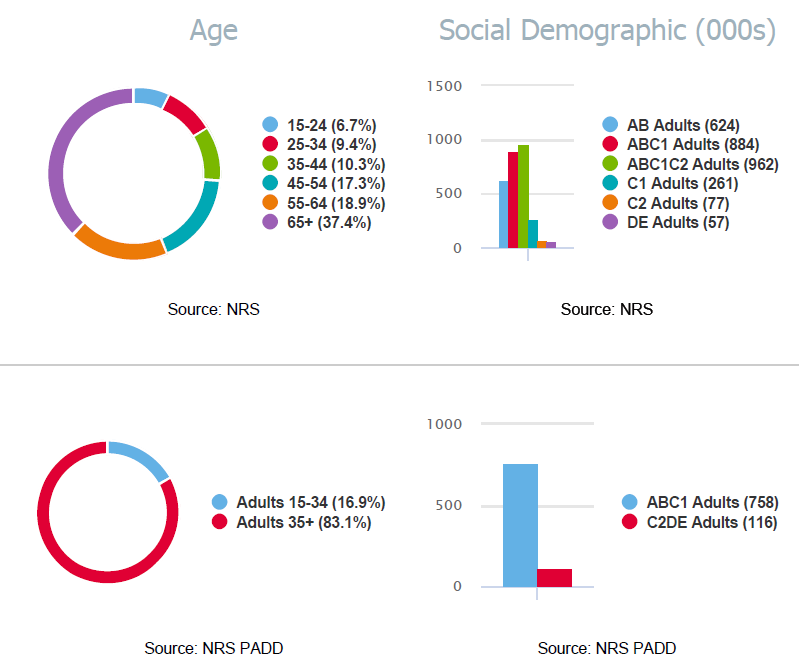 Age
15-24 (6.7%)
25-34 (9.4%)
35-44 (10.3%)
45-54 (17.3%)
55-64 (18.9%)
65+ (37.4%)
Source: NRS
Social Demographic (000s)
1500
1000
500
0
AB Adults (624)
ABC1 Adults (884)
ABC1C2 Adults (962)
C1 Adults (261)
C2 Adults (77)
DE Adults (57)
Source: NRS
Adults 15-34 (16.9%)
Adults 35+ (83.1%)
Source: NRS PADD
1000
500
0
ABC1 Adults (758)
C2DE Adults (116)
Source: NRS PADD